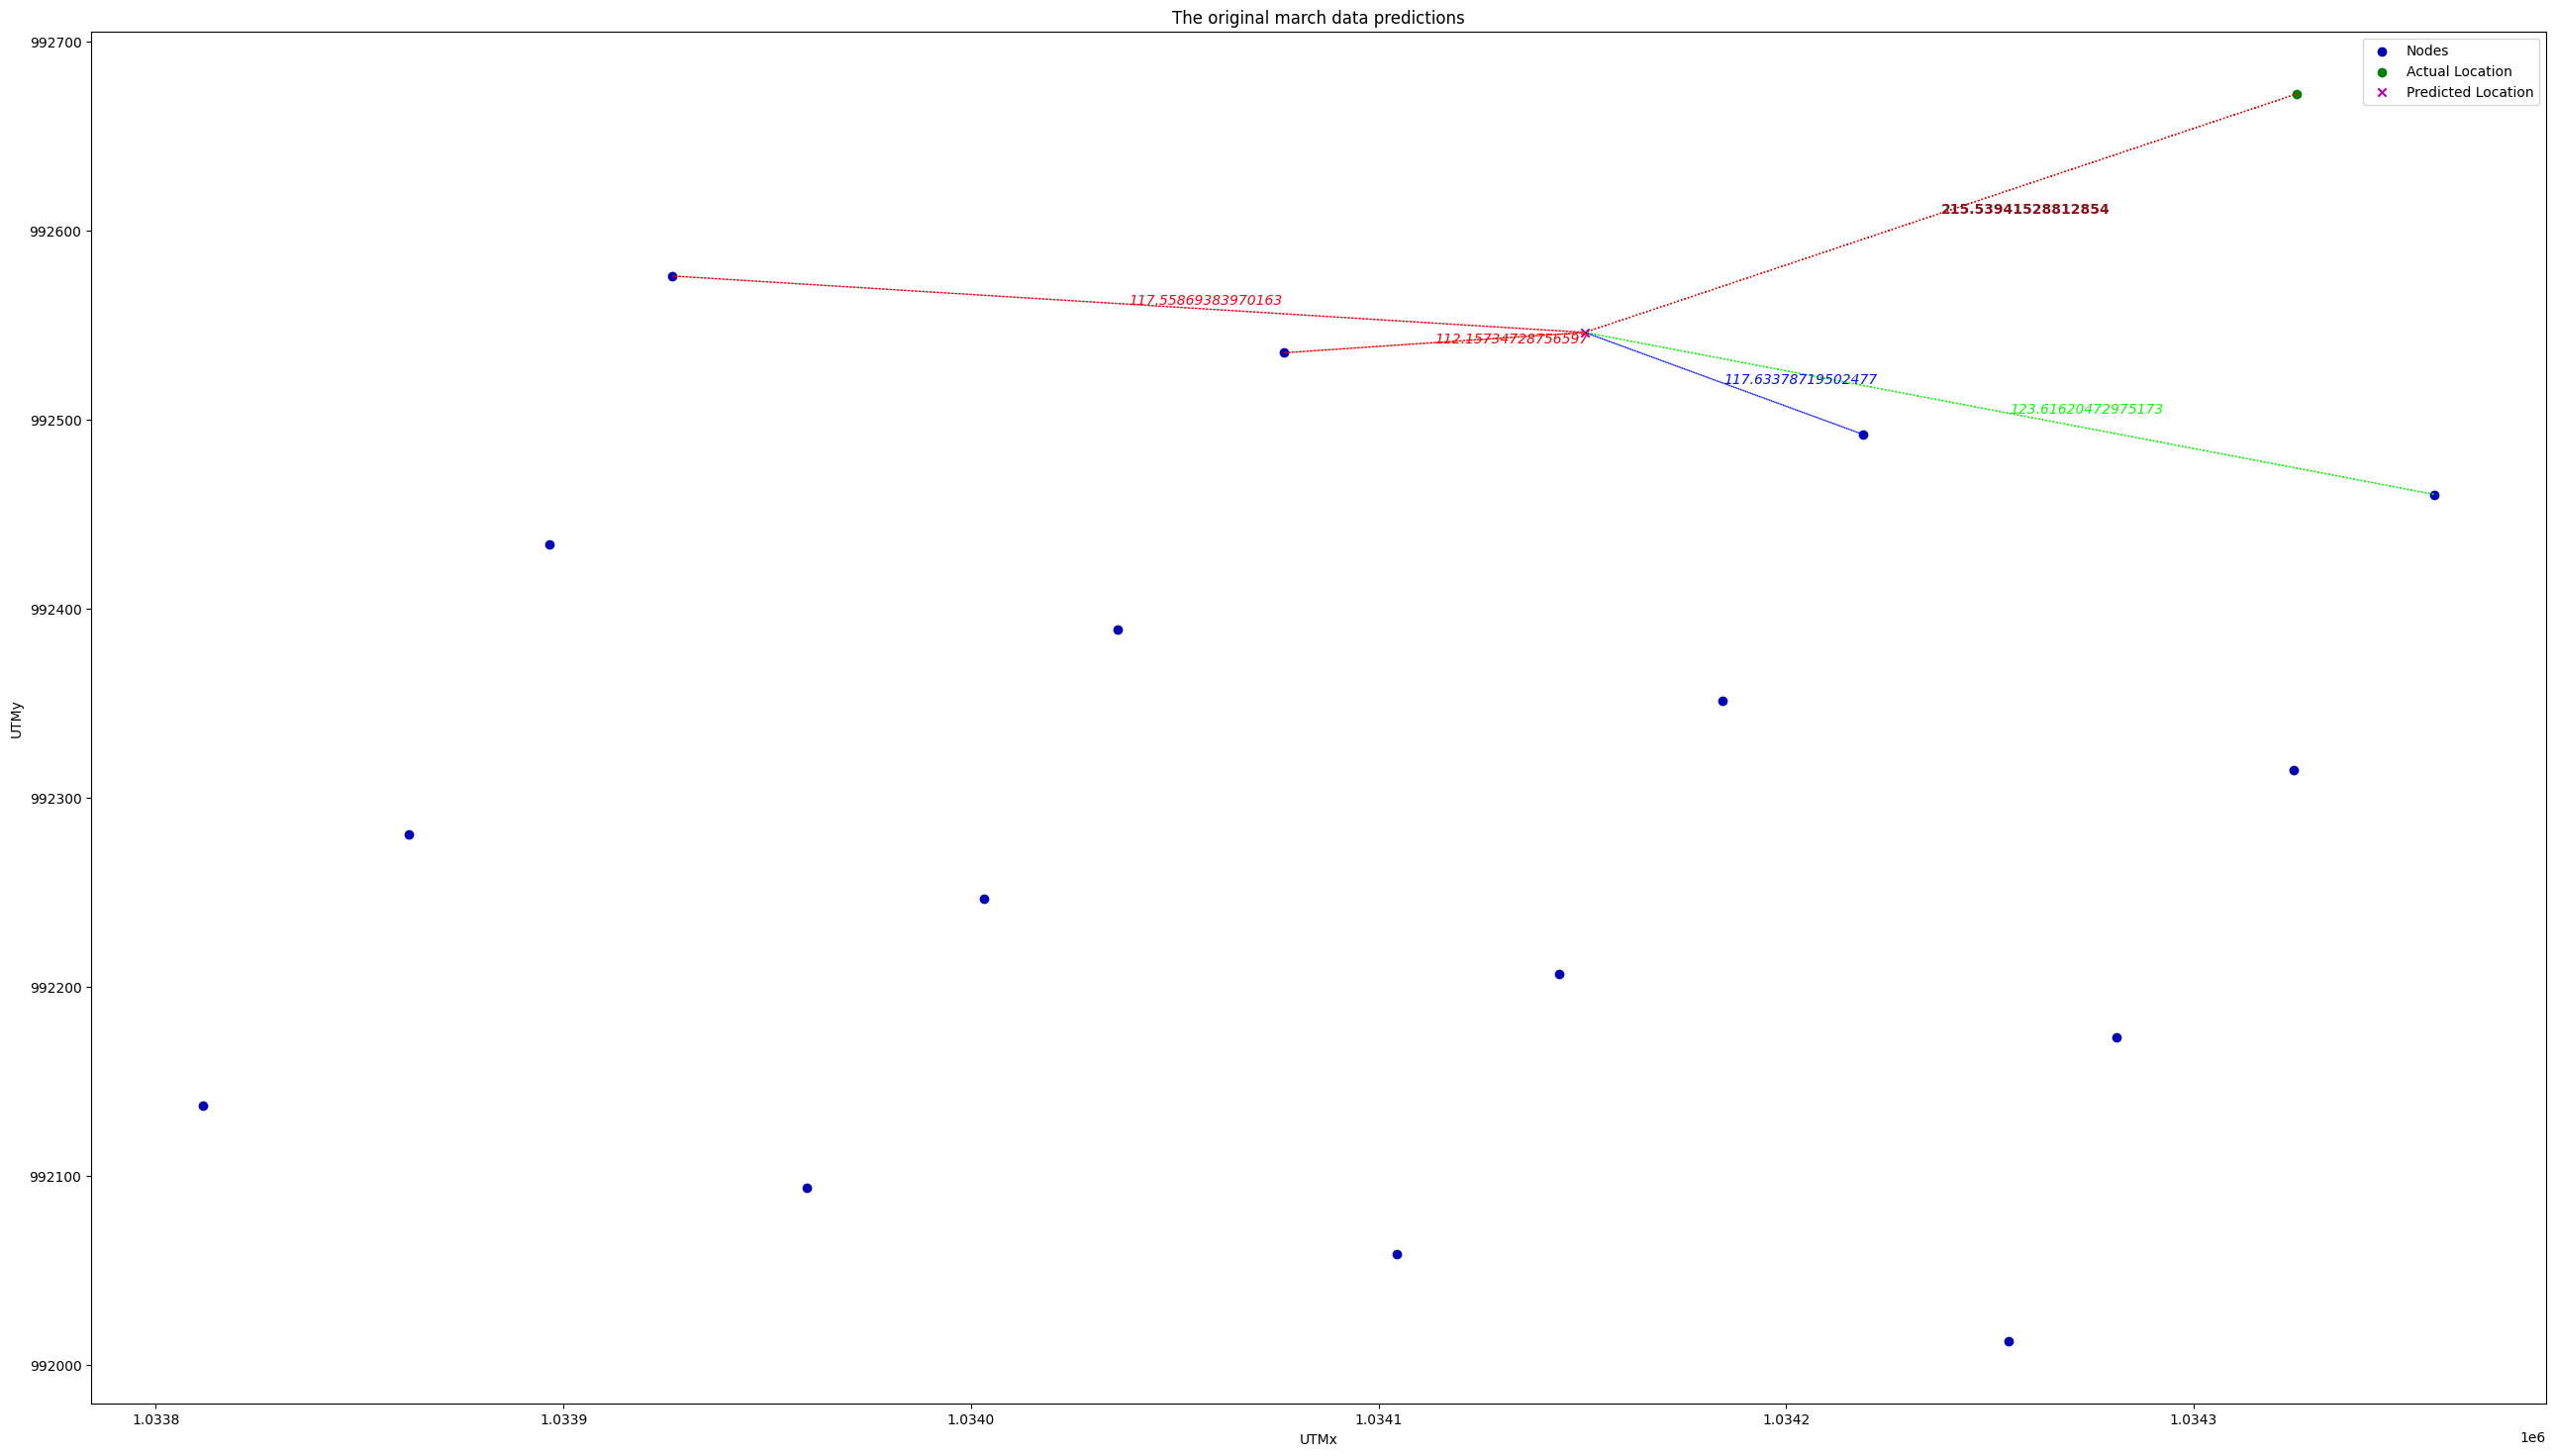 The original march data predictions
992700
992600
992500
992400
992300
992200
992100
992000
UTMy
Nodes
Actual Location
Predicted Location
215.53941528812854
117.55869383970163
112.15734728756597
117.63378719502477
123.61620472975173
1.0338
1.0339
1.0340
1.0341
1.0342
1.0343
UTMx
1e6